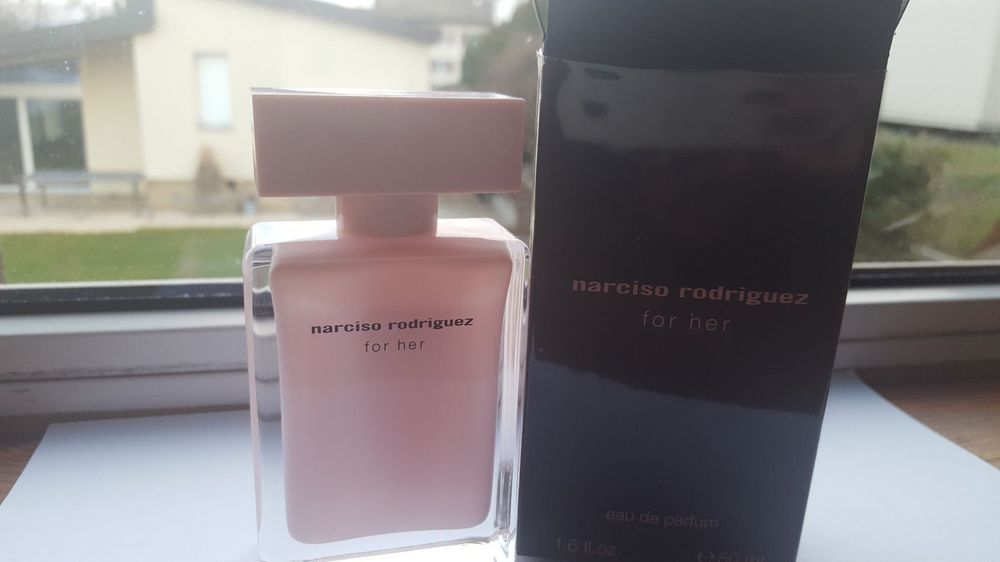 narciso rodriguez
for her
narciso rodriguez
for her
eau de parfum
1.6 fl.oz. ℮ 50 ml